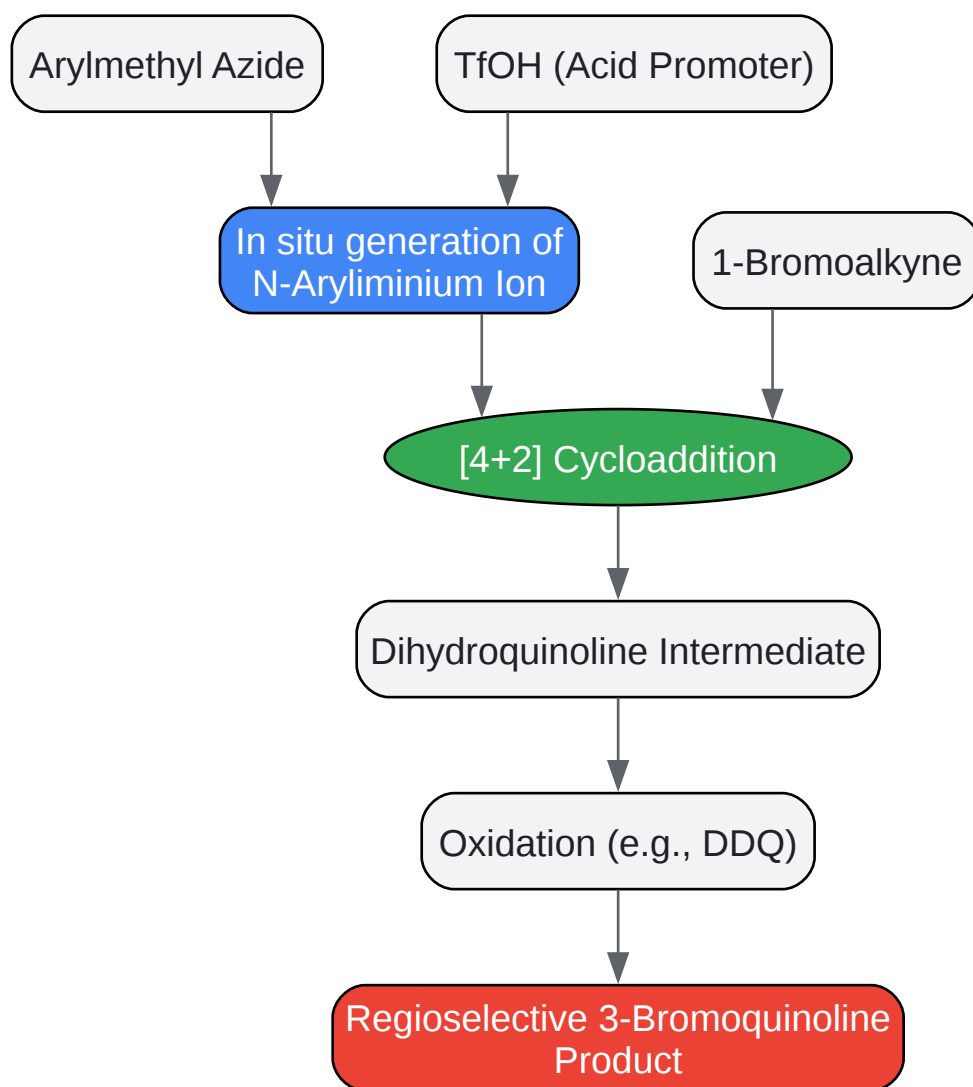 Arylmethyl Azide
TfOH (Acid Promoter)
In situ generation of
N-Aryliminium Ion
1-Bromoalkyne
[4+2] Cycloaddition
Dihydroquinoline Intermediate
Oxidation (e.g., DDQ)
Regioselective 3-Bromoquinoline
Product